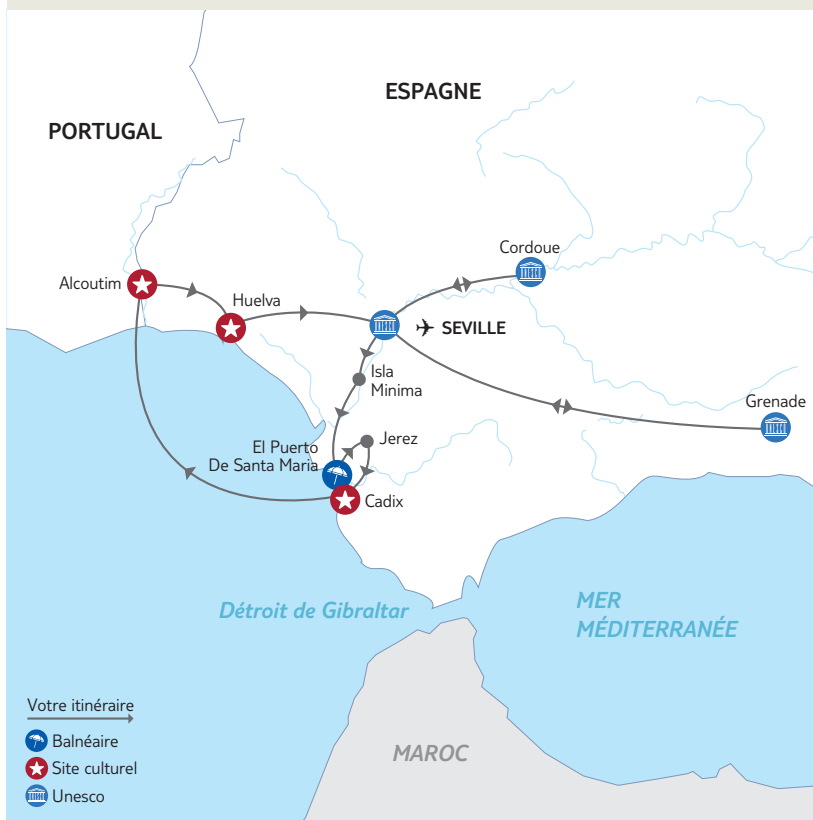 ESPAGNE
PORTUGAL
Cordoue
Alcoutim
Huelva
SEVILLE
Isla
Minima
Grenade
El Puerto
De Santa Maria
Jerez
Cadix
Détroit de Gibraltar
MER
MÉDITERRANÉE
MAROC
Votre itinéraire
Balnéaire
Site culturel
Unesco